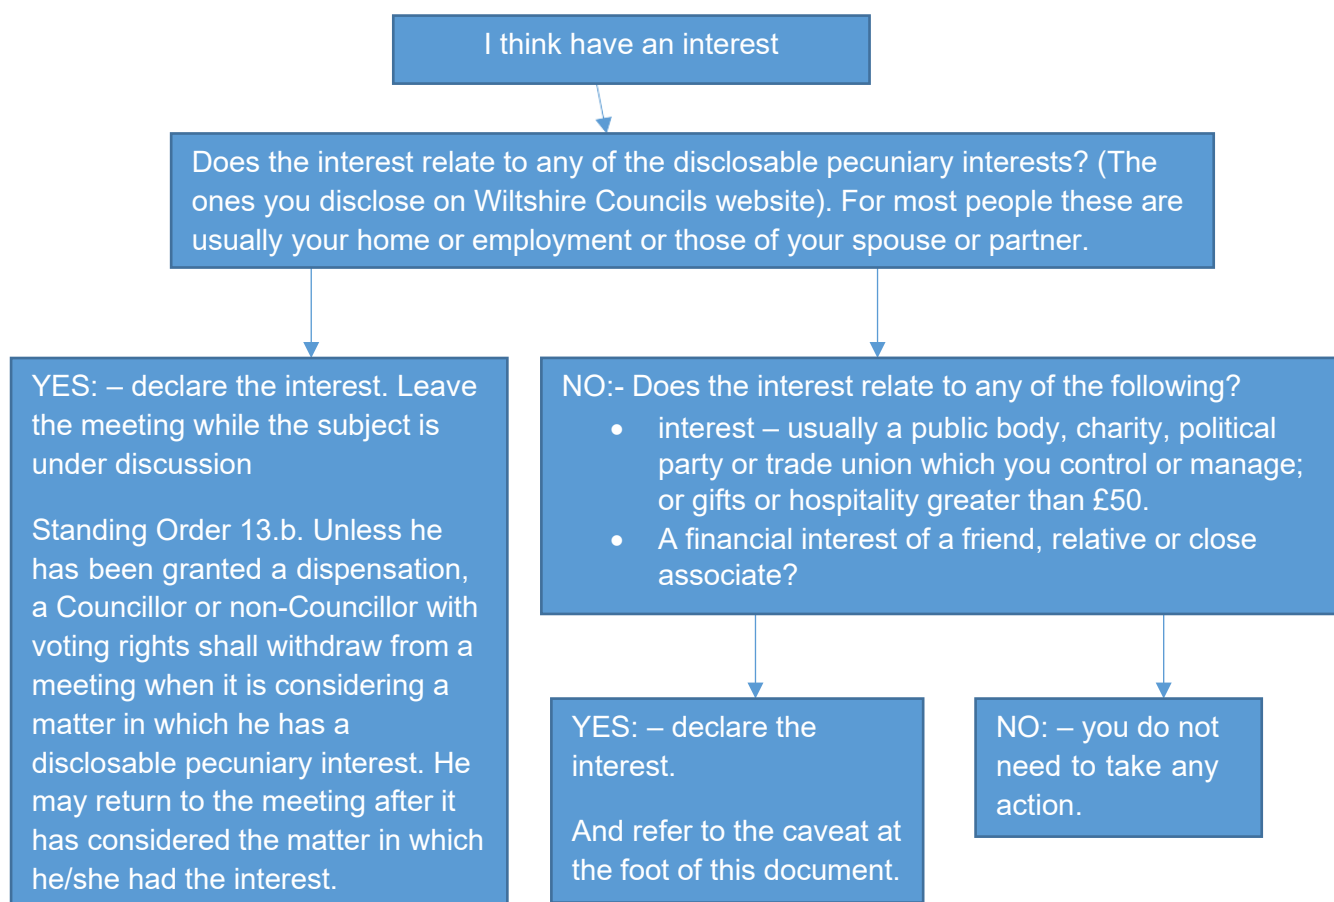 I think have an interest
Does the interest relate to any of the disclosable pecuniary interests? (The
ones you disclose on Wiltshire Councils website). For most people these are
usually your home or employment or those of your spouse or partner.
YES: – declare the interest. Leave
the meeting while the subject is
under discussion
Standing Order 13.b. Unless he
has been granted a dispensation,
a Councillor or non-Councillor with
voting rights shall withdraw from a
meeting when it is considering a
matter in which he has a
disclosable pecuniary interest. He
may return to the meeting after it
has considered the matter in which
he/she had the interest.
NO:- Does the interest relate to any of the following?
• interest – usually a public body, charity, political
party or trade union which you control or manage;
or gifts or hospitality greater than £50.
• A financial interest of a friend, relative or close
associate?
YES: – declare the
interest.
And refer to the caveat at
the foot of this document.
NO: – you do not
need to take any
action.